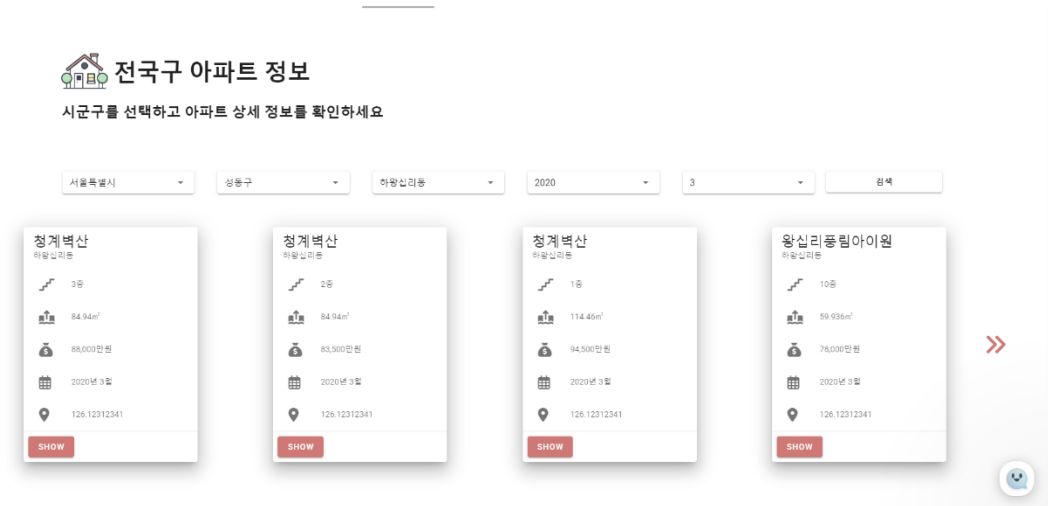 전국구 아파트 정보
시군구를 선택하고 아파트 상세 정보를 확인하세요
서울특별시 성동구 하왕십리동 2020 3 검색
청계벽산
하왕십리동
3층
84.94㎡
88,000만원
2020년 3월
126.12312341
SHOW
청계벽산
하왕십리동
2층
84.94㎡
83,500만원
2020년 3월
126.12312341
SHOW
청계벽산
하왕십리동
1층
114.46㎡
94,500만원
2020년 3월
126.12312341
SHOW
왕십리풍림아이원
하왕십리동
10층
59.936㎡
78,000만원
2020년 3월
126.12312341
SHOW